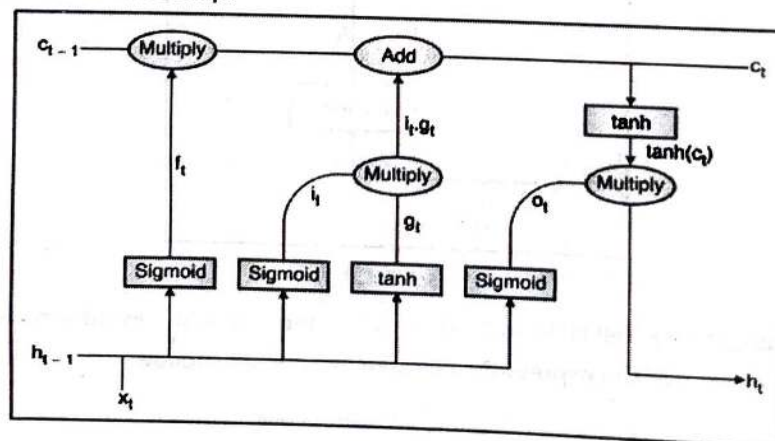 c_{t-1}
Multiply
Add
c_t
tanh
tanh(c_t)
i_t.g_t
f_t
Multiply
Multiply
i_t
o_t
g_t
Sigmoid
Sigmoid
tanh
Sigmoid
h_{t-1}
x_t
h_t